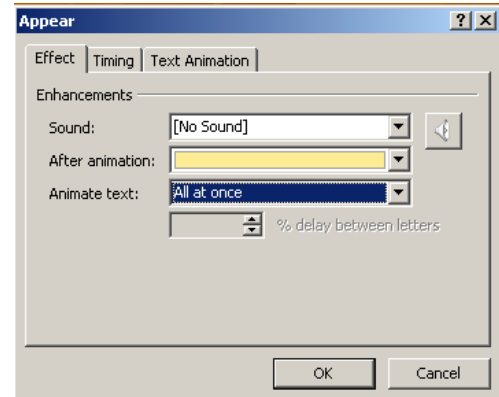 Appear
Effect Timing Text Animation
Enhancements
Sound: [No Sound]
After animation:
Animate text: All at once
% delay between letters
OK Cancel